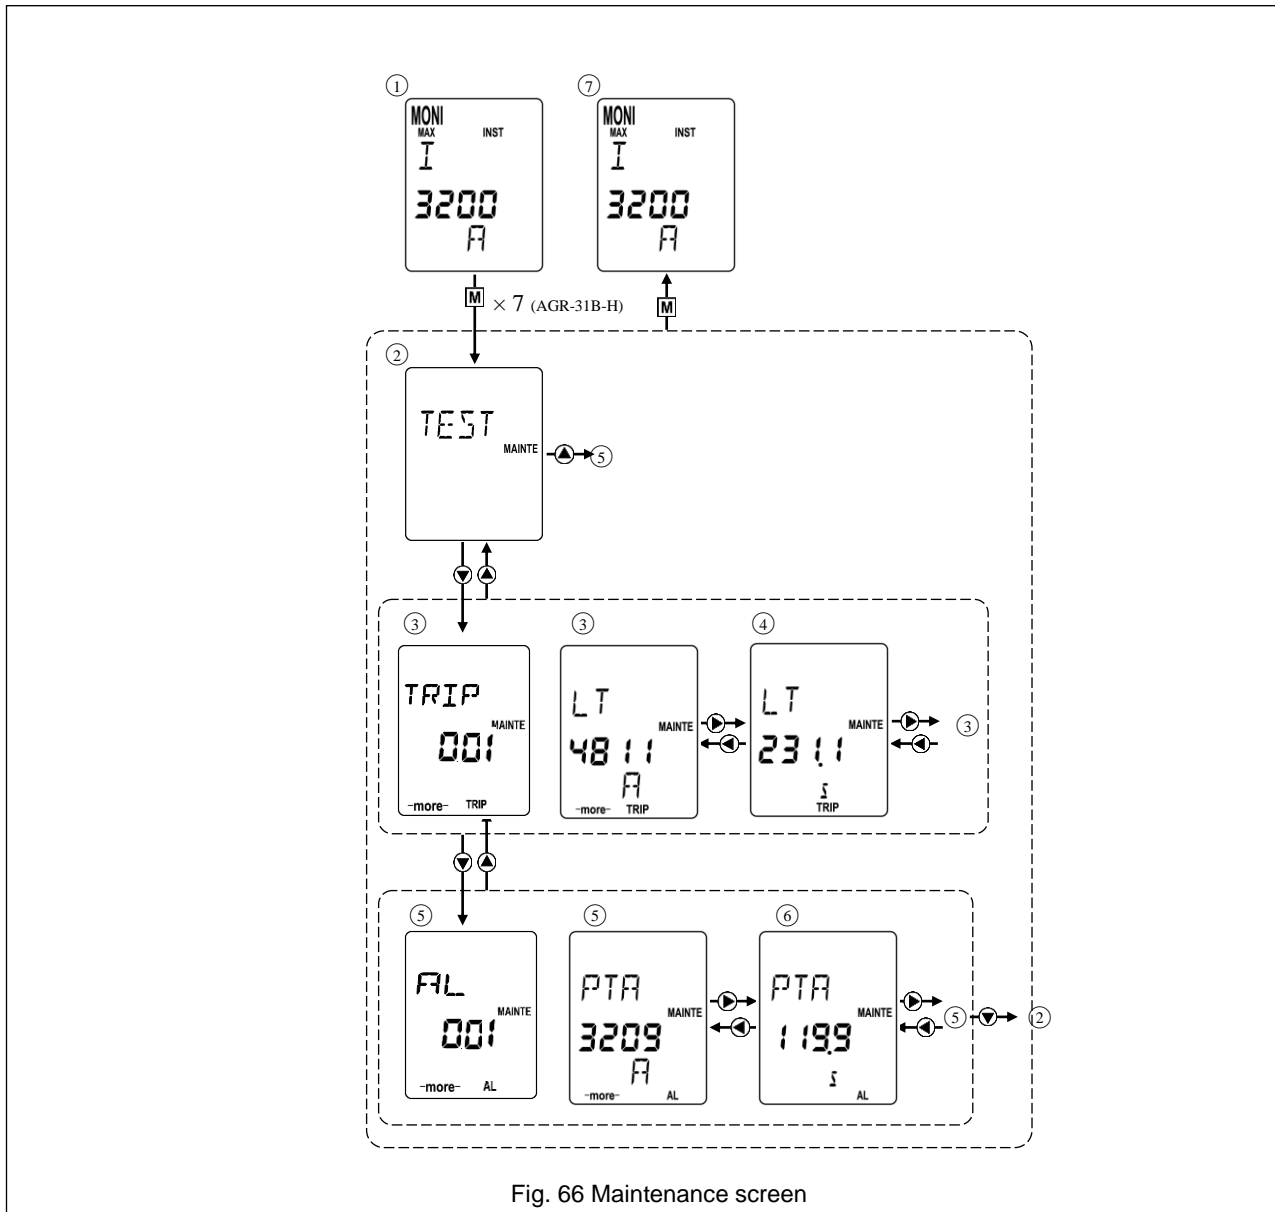 ① ⑦
MONI
MAX INST
I
3200
A
MONI
MAX INST
I
3200
A
M × 7 (AGR-31B-H)
M
②
TEST
MAINTE
⑤
③
TRIP
MAINTE
001
-more- TRIP
③
LT
MAINTE
4811
A
-more- TRIP
④
LT
MAINTE
231.1
s
TRIP
③
⑤
AL
MAINTE
001
-more- AL
⑤
PTA
MAINTE
3209
A
-more- AL
⑥
PTA
MAINTE
119.9
s
AL
⑤ ②
Fig. 66 Maintenance screen